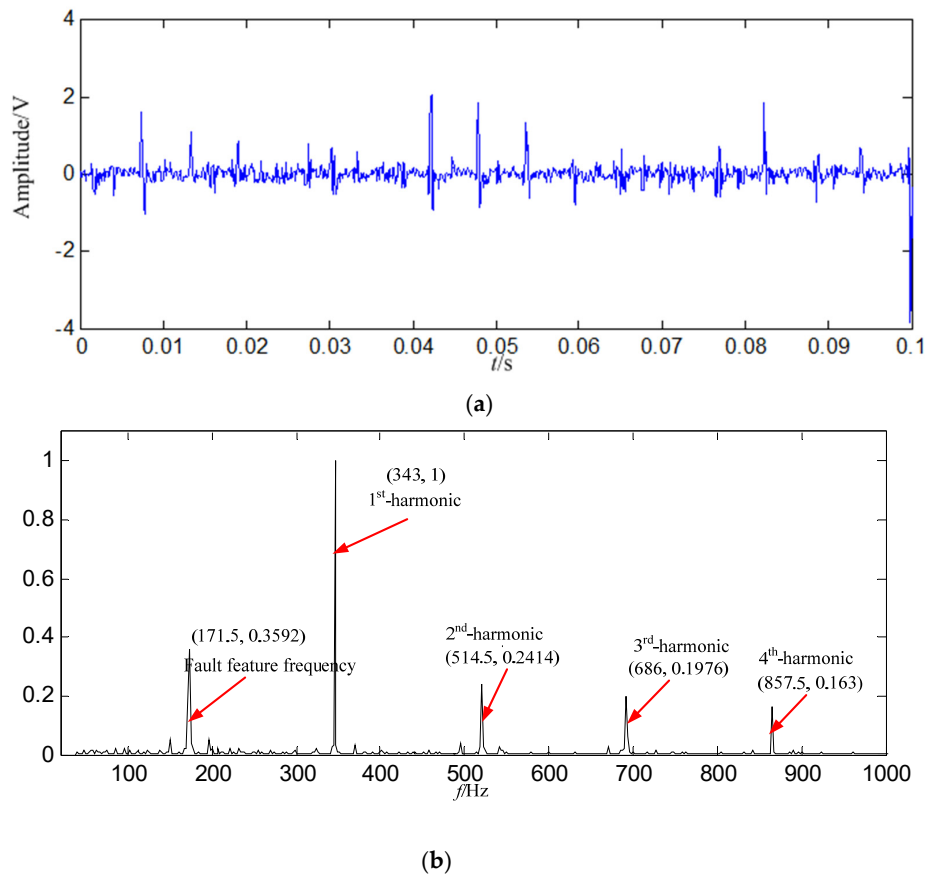 4
2
0
-2
-4
Amplitude/V
0 0.01 0.02 0.03 0.04 0.05 0.06 0.07 0.08 0.09 0.1
t/s
(a)
1
0.8
0.6
0.4
0.2
0
(343, 1)
1st-harmonic
(171.5, 0.3592)
Fault feature frequency
2nd-harmonic
(514.5, 0.2414)
3rd-harmonic
(686, 0.1976)
4th-harmonic
(857.5, 0.163)
100 200 300 400 500 600 700 800 900 1000
f/Hz
(b)